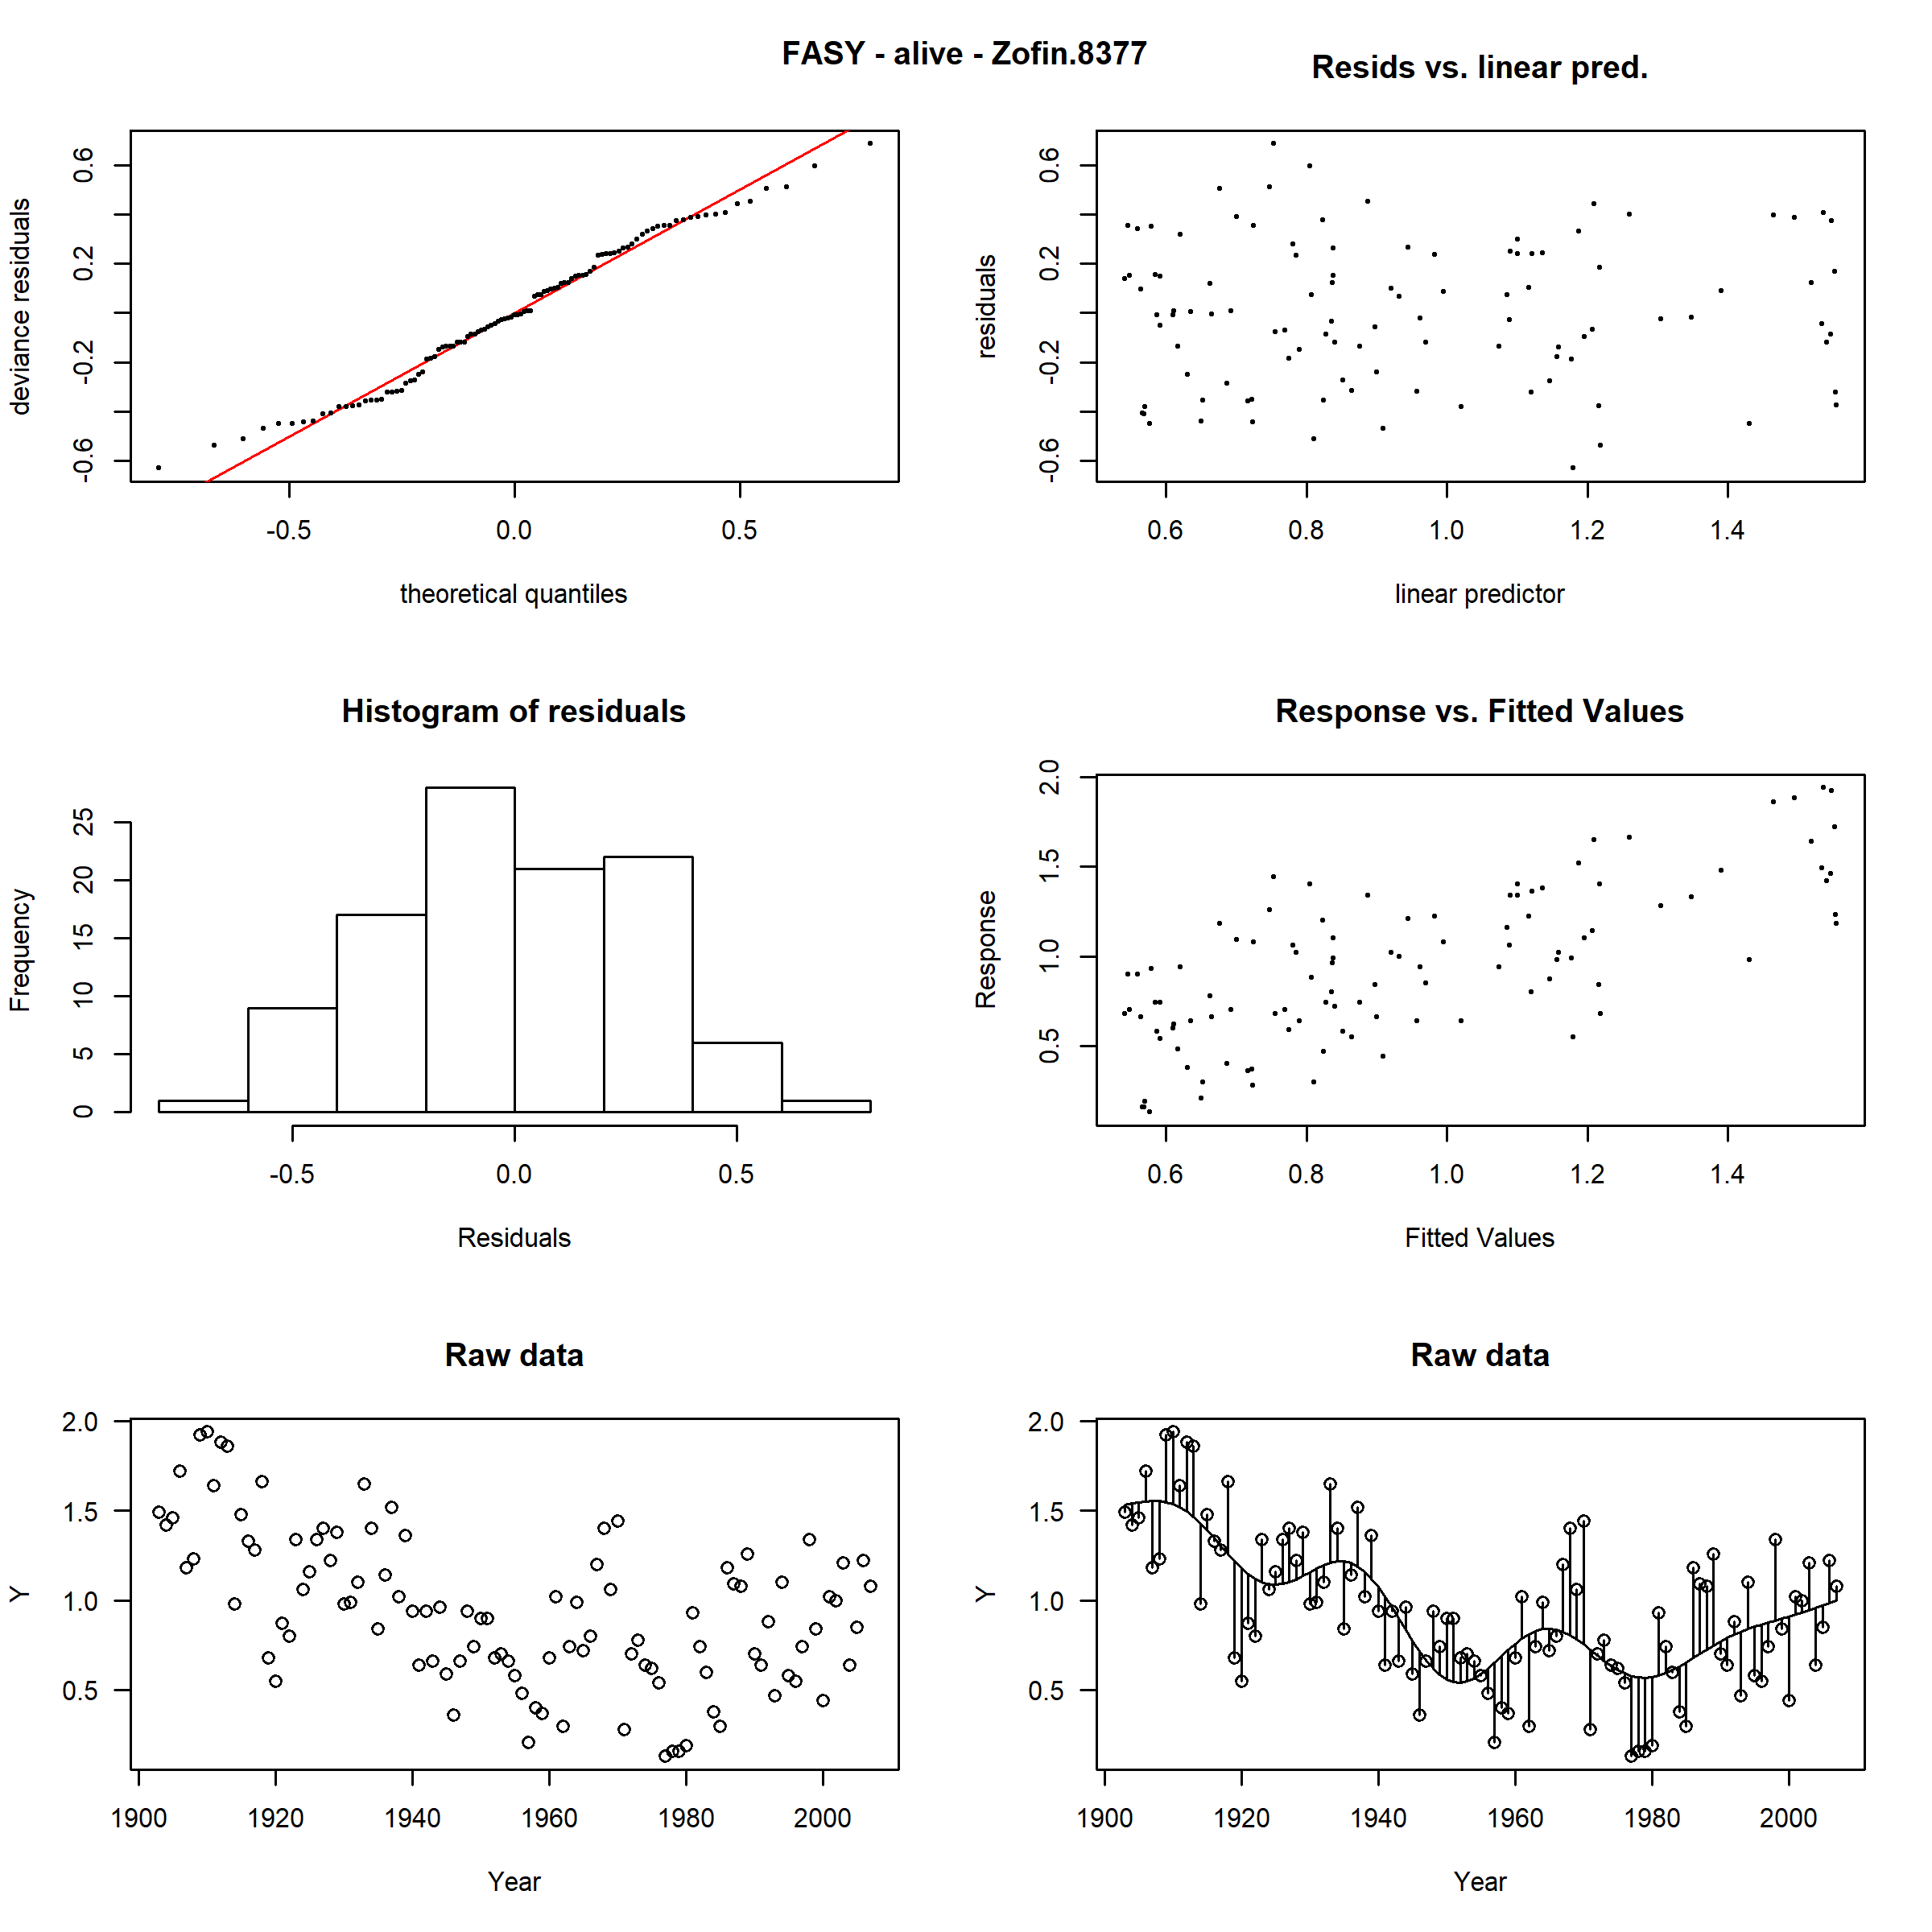 FASY - alive - Zofin.8377
Resids vs. linear pred.
deviance residuals
-0.6 -0.2 0.2 0.6
-0.5 0.0 0.5
theoretical quantiles
residuals
-0.6 -0.2 0.2 0.6
0.6 0.8 1.0 1.2 1.4
linear predictor
Histogram of residuals
Frequency
0 5 10 15 20 25
-0.5 0.0 0.5
Residuals
Response vs. Fitted Values
Response
0.5 1.0 1.5 2.0
0.6 0.8 1.0 1.2 1.4
Fitted Values
Raw data
Y
2.0
1.5
1.0
0.5
1900 1920 1940 1960 1980 2000
Year
Raw data
Y
2.0
1.5
1.0
0.5
1900 1920 1940 1960 1980 2000
Year